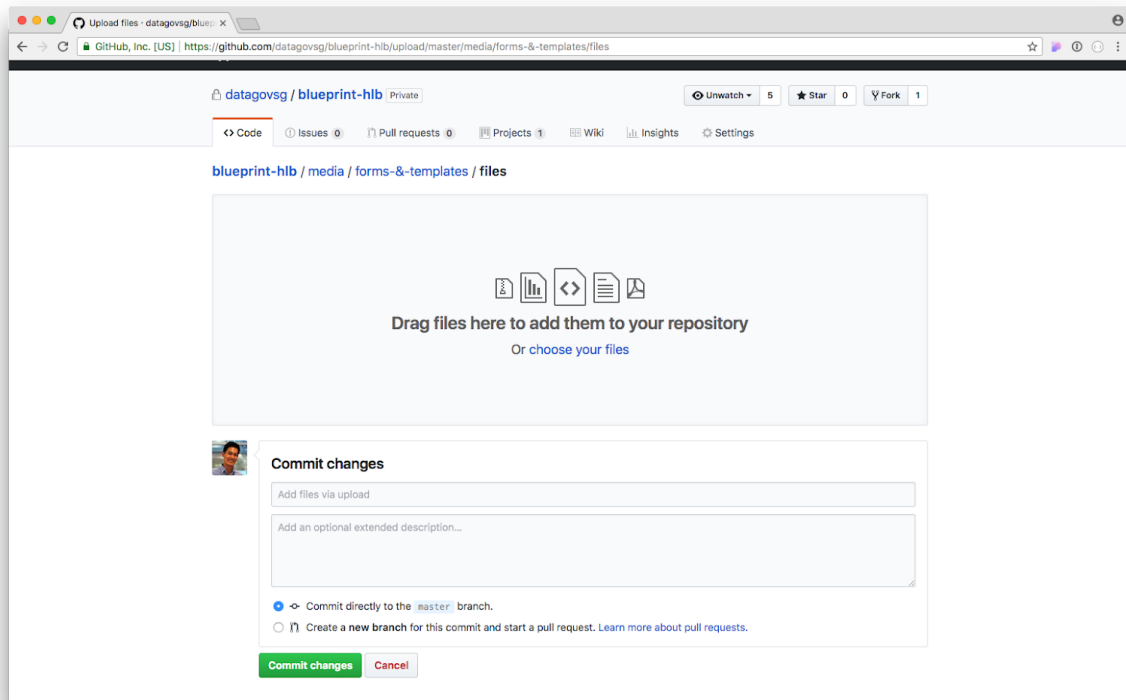 Upload files · datagovsg/bluep
GitHub, Inc. [US] | https://github.com/datagovsg/blueprint-hlb/upload/master/media/forms-&-templates/files
datagovsg / blueprint-hlb Private
Unwatch 5 Star 0 Fork 1
Code Issues 0 Pull requests 0 Projects 1 Wiki Insights Settings
blueprint-hlb / media / forms-&-templates / files
Drag files here to add them to your repository
Or choose your files
Commit changes
Add files via upload
Add an optional extended description...
Commit directly to the master branch.
Create a new branch for this commit and start a pull request. Learn more about pull requests.
Commit changes Cancel